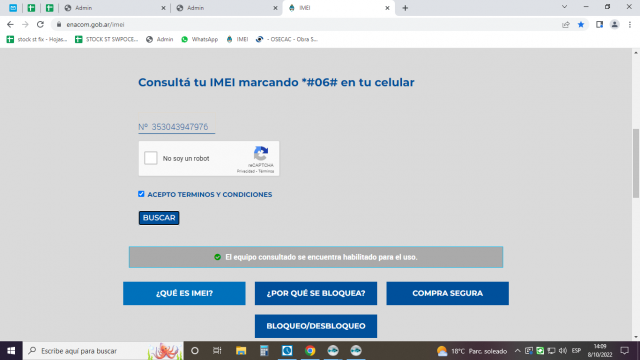 Admin
Admin
IMEI
enacom.gob.ar/imei
stock st fix - Hojas...
STOCK ST SWPOCE...
Admin
WhatsApp
IMEI
- OSECAC - Obra S...
Consultá tu IMEI marcando *#06# en tu celular
Nº 353043947976
No soy un robot
reCAPTCHA
Privacidad - Términos
ACEPTO TERMINOS Y CONDICIONES
BUSCAR
El equipo consultado se encuentra habilitado para el uso.
¿QUÉ ES IMEI?
¿POR QUÉ SE BLOQUEA?
COMPRA SEGURA
BLOQUEO/DESBLOQUEO
Escribe aquí para buscar
18°C Parc. soleado
ESP
14:09
8/10/2022